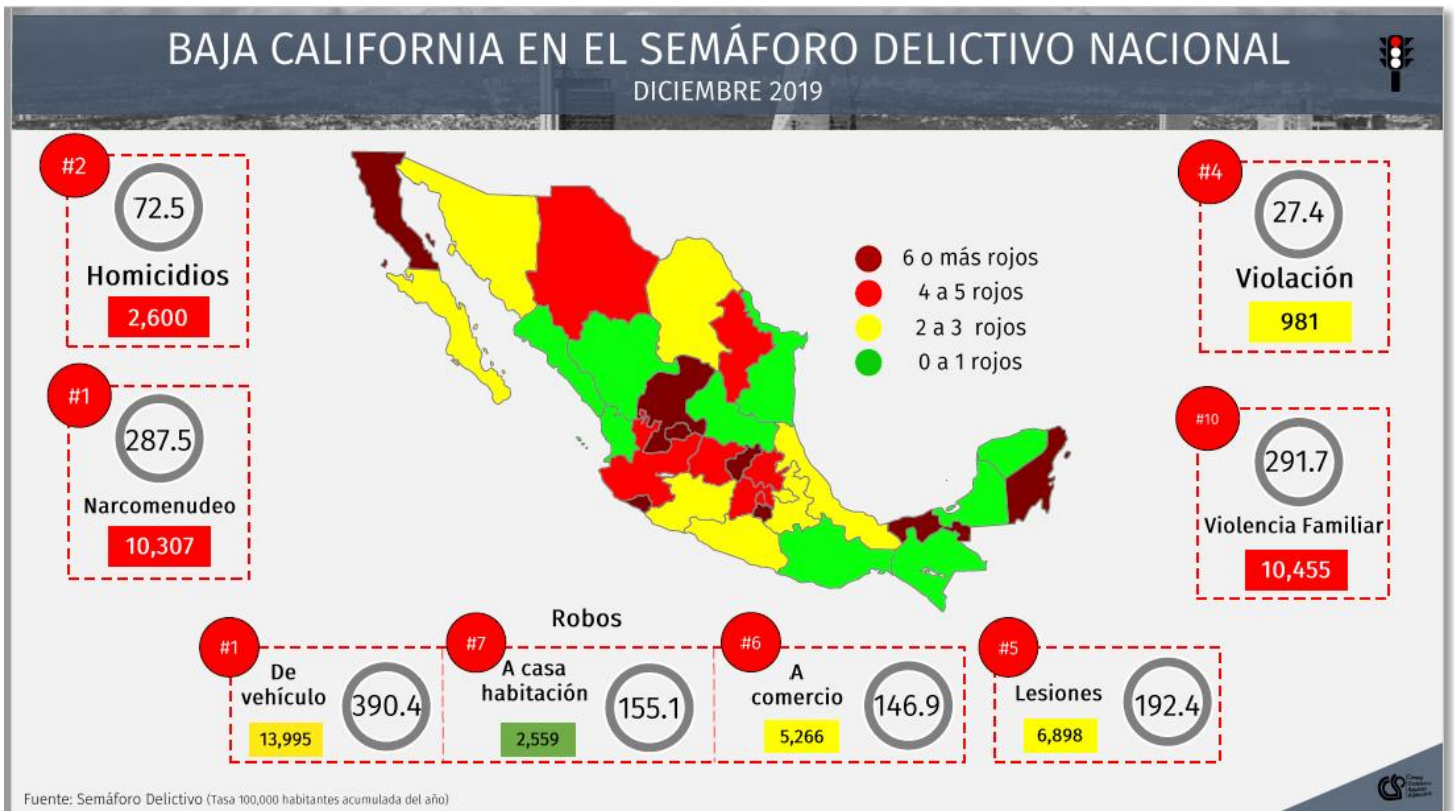 BAJA CALIFORNIA EN EL SEMÁFORO DELICTIVO NACIONAL
DICIEMBRE 2019
#2
72.5
Homicidios
2,600
#1
287.5
Narcomenudeo
10,307
6 o más rojos
4 a 5 rojos
2 a 3 rojos
0 a 1 rojos
#4
27.4
Violación
981
#10
291.7
Violencia Familiar
10,455
Robos
#1
De
vehículo
13,995
390.4
#7
A casa
habitación
2,559
155.1
#6
A
comercio
5,266
146.9
#5
Lesiones
6,898
192.4
Fuente: Semáforo Delictivo (Tasa 100,000 habitantes acumulada del año)